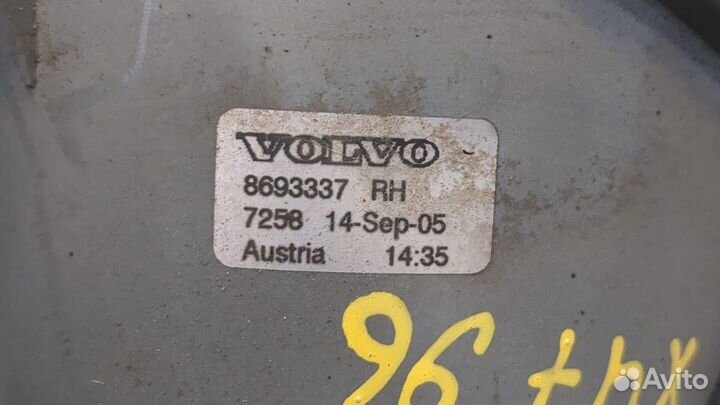 VOLVO
8693337 RH
7258 14-Sep-05
Austria 14:35
96
Avito